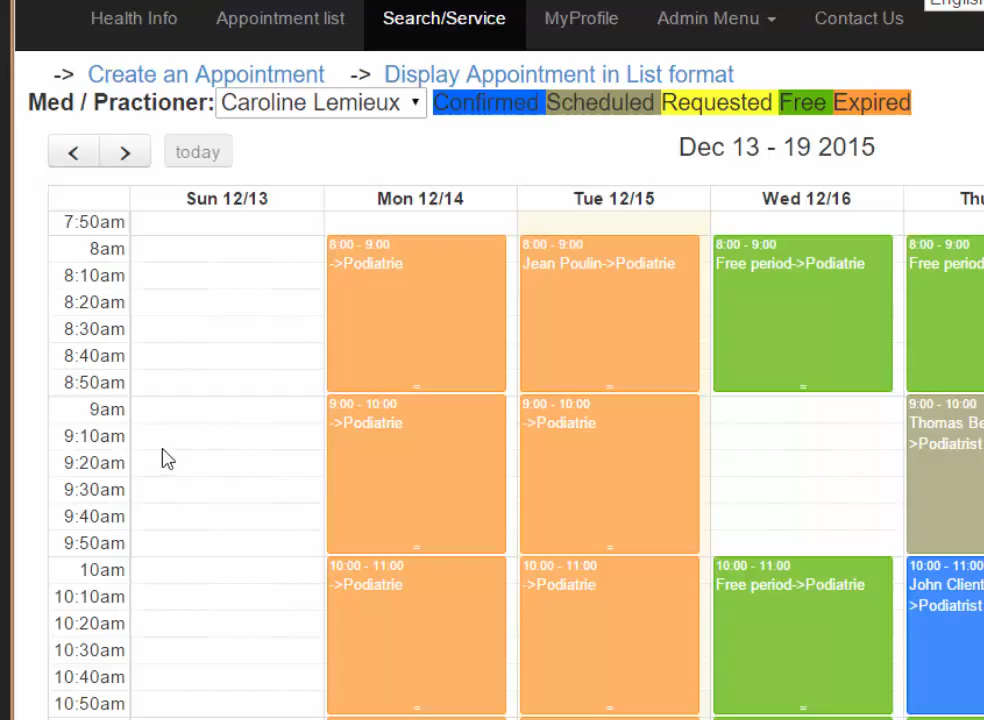 Health Info Appointment list Search/Service MyProfile Admin Menu Contact Us
-> Create an Appointment -> Display Appointment in List format
Med / Practioner: Caroline Lemieux Confirmed Scheduled Requested Free Expired
< > today Dec 13 - 19 2015
Sun 12/13 Mon 12/14 Tue 12/15 Wed 12/16
7:50am
8am
8:10am
8:20am
8:30am
8:40am
8:50am
9am
9:10am
9:20am
9:30am
9:40am
9:50am
10am
10:10am
10:20am
10:30am
10:40am
10:50am
8:00 - 9:00
->Podiatrie
9:00 - 10:00
->Podiatrie
10:00 - 11:00
->Podiatrie
8:00 - 9:00
Jean Poulin->Podiatrie
9:00 - 10:00
->Podiatrie
10:00 - 11:00
->Podiatrie
8:00 - 9:00
Free period->Podiatrie
10:00 - 11:00
Free period->Podiatrie
8:00 - 9:00
Free period
9:00 - 10:00
Thomas
>Podiatrist
10:00 - 11:00
John Client
>Podiatrist